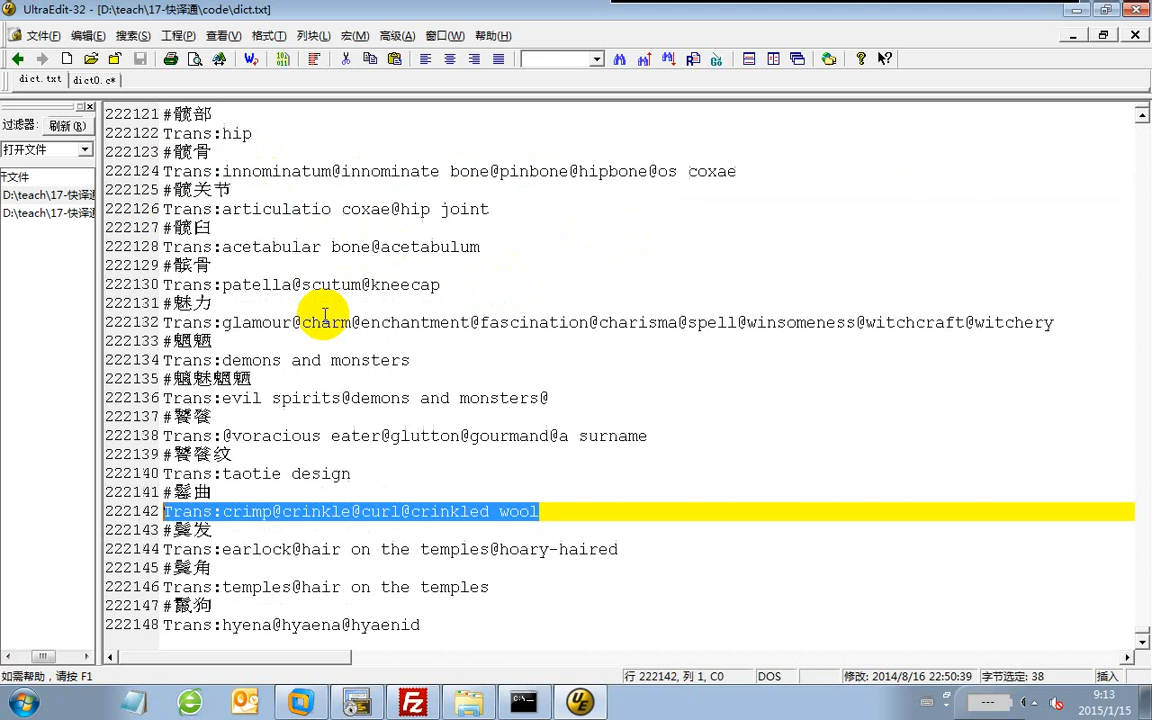 UltraEdit-32 - [D:\teach\17-快译通\code\dict.txt]
文件(F) 编辑(E) 搜索(S) 工程(P) 查看(V) 格式(T) 列块(L) 宏(M) 高级(A) 窗口(W) 帮助(H)
dict.txt dict0.c*
过滤器: 刷新(R)
打开文件
开文件
D:\teach\17-快译通
D:\teach\17-快译通
222121 #髋部
222122 Trans:hip
222123 #髋骨
222124 Trans:innominatum@innominate bone@pinbone@hipbone@os coxae
222125 #髋关节
222126 Trans:articulatio coxae@hip joint
222127 #髋臼
222128 Trans:acetabular bone@acetabulum
222129 #髌骨
222130 Trans:patella@scutum@kneecap
222131 #魅力
222132 Trans:glamour@charm@enchantment@fascination@charisma@spell@winsomeness@witchcraft@witchery
222133 #魍魉
222134 Trans:demons and monsters
222135 #魑魅魍魉
222136 Trans:evil spirits@demons and monsters@
222137 #饕餮
222138 Trans:@voracious eater@glutton@gourmand@a surname
222139 #饕餮纹
222140 Trans:taotie design
222141 #鬈曲
222142 Trans:crimp@crinkle@curl@crinkled wool
222143 #鬓发
222144 Trans:earlock@hair on the temples@hoary-haired
222145 #鬓角
222146 Trans:temples@hair on the temples
222147 #鬣狗
222148 Trans:hyena@hyaena@hyaenid
如需帮助, 请按 F1 行 222142, 列 1, C0 DOS 修改: 2014/8/16 22:50:39 字节选定: 38 插入
9:13
2015/1/15